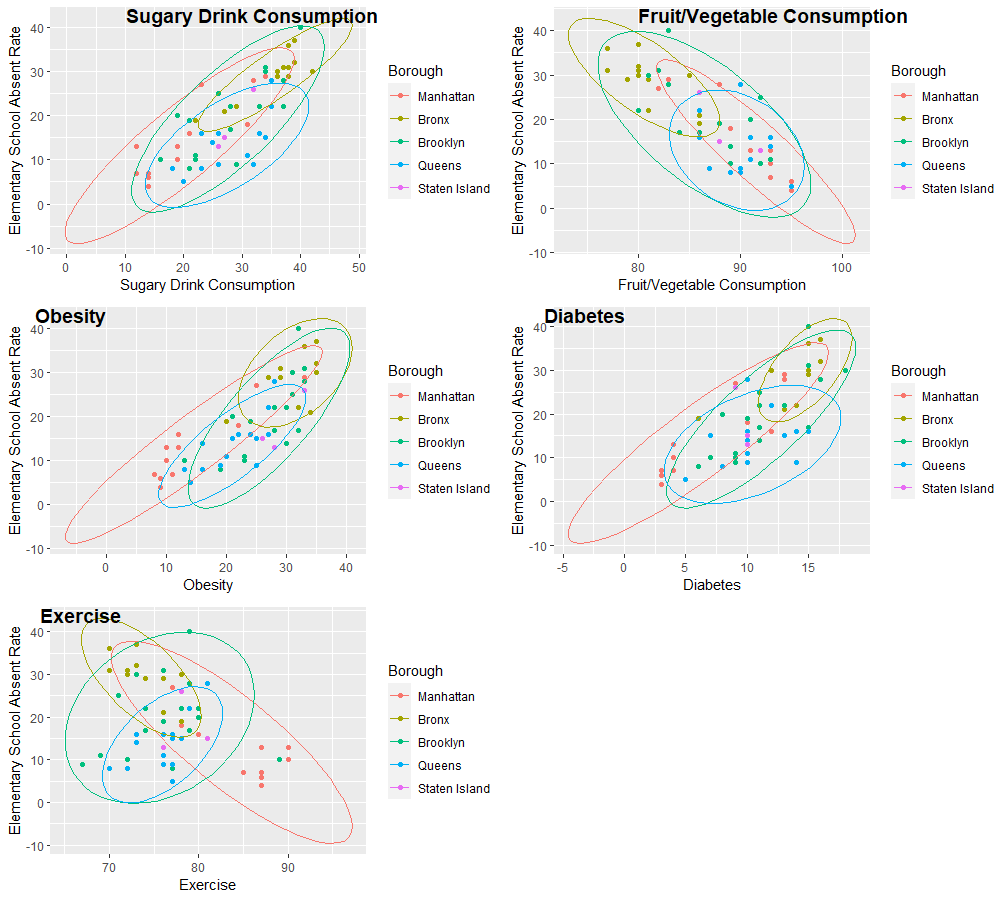 Sugary Drink Consumption
Elementary School Absent Rate
40
30
20
10
0
-10
0
10
20
30
40
50
Sugary Drink Consumption
Borough
Manhattan
Bronx
Brooklyn
Queens
Staten Island
Fruit/Vegetable Consumption
Elementary School Absent Rate
40
30
20
10
0
-10
80
90
100
Fruit/Vegetable Consumption
Borough
Manhattan
Bronx
Brooklyn
Queens
Staten Island
Obesity
Elementary School Absent Rate
40
30
20
10
0
-10
0
10
20
30
40
Obesity
Borough
Manhattan
Bronx
Brooklyn
Queens
Staten Island
Diabetes
Elementary School Absent Rate
40
30
20
10
0
-10
-5
0
5
10
15
Diabetes
Borough
Manhattan
Bronx
Brooklyn
Queens
Staten Island
Exercise
Elementary School Absent Rate
40
30
20
10
0
-10
70
80
90
Exercise
Borough
Manhattan
Bronx
Brooklyn
Queens
Staten Island